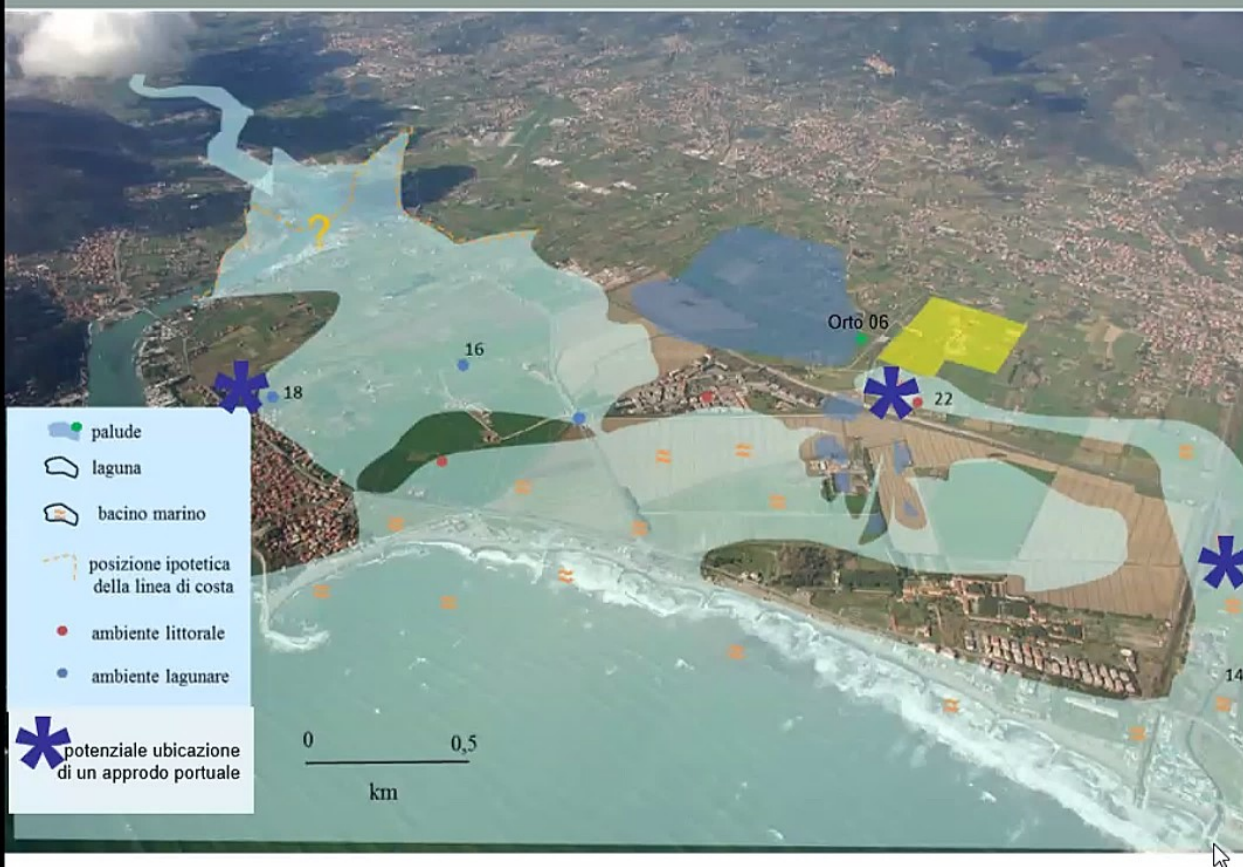 ?
Orto 06
16
18
22
14
palude
laguna
bacino marino
posizione ipotetica
della linea di costa
ambiente littorale
ambiente lagunare
potenziale ubicazione
di un approdo portuale
0 0,5
km